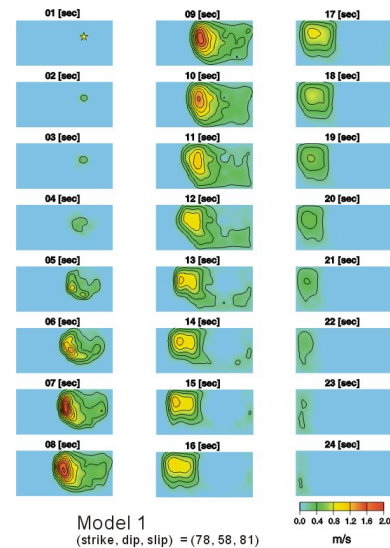 01 [sec]
02 [sec]
03 [sec]
04 [sec]
05 [sec]
06 [sec]
07 [sec]
08 [sec]
09 [sec]
10 [sec]
11 [sec]
12 [sec]
13 [sec]
14 [sec]
15 [sec]
16 [sec]
17 [sec]
18 [sec]
19 [sec]
20 [sec]
21 [sec]
22 [sec]
23 [sec]
24 [sec]
0.0 0.4 0.8 1.2 1.6 2.0
m/s
Model 1
(strike, dip, slip) = (78, 58, 81)